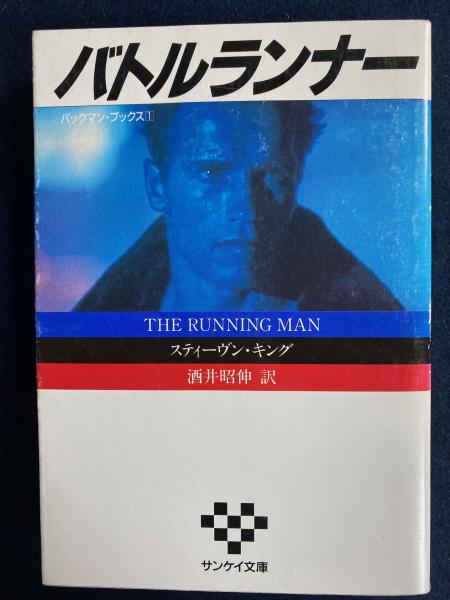 バトルランナー
バックマン・ブックス1
THE RUNNING MAN
スティーヴン・キング
酒井昭伸 訳
サンケイ文庫